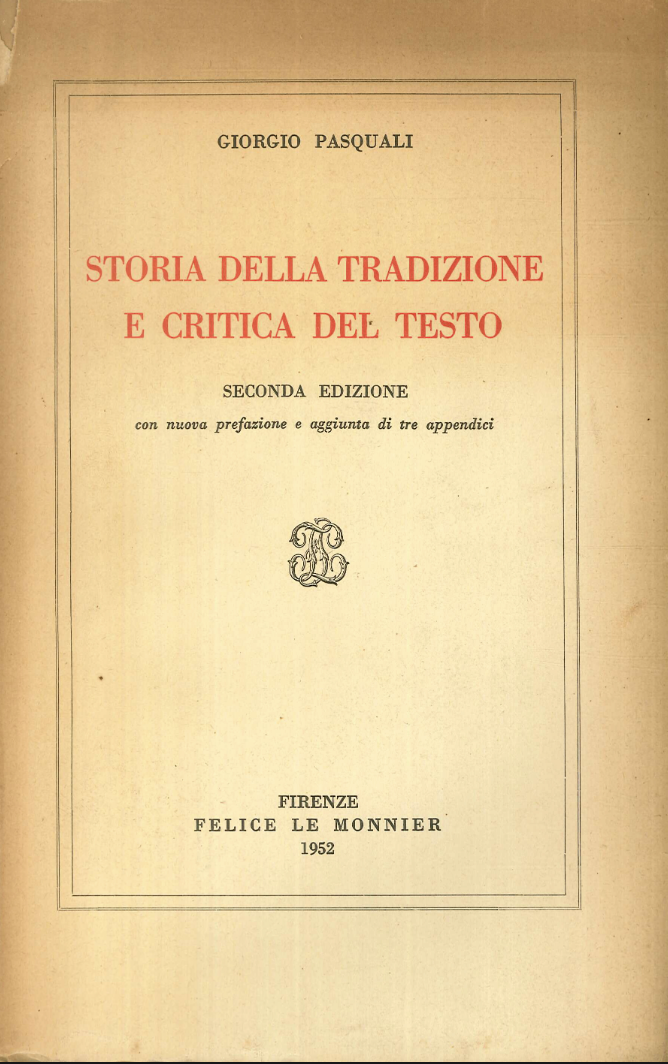 GIORGIO PASQUALI
STORIA DELLA TRADIZIONE
E CRITICA DEL TESTO
SECONDA EDIZIONE
con nuova prefazione e aggiunta di tre appendici
FIRENZE
FELICE LE MONNIER
1952